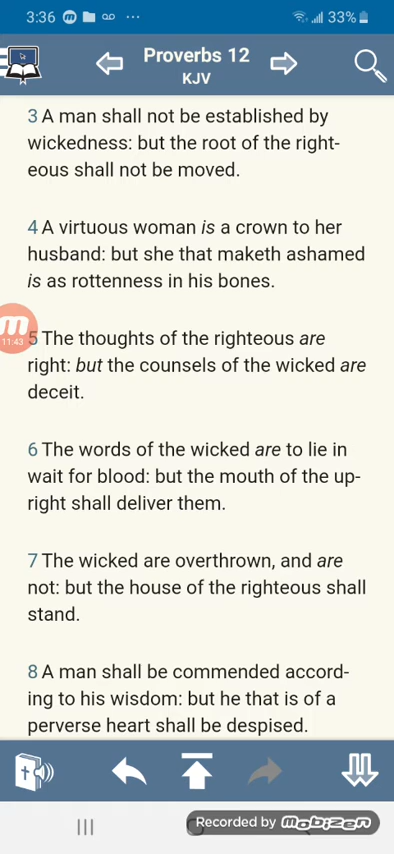 3:36 33%
Proverbs 12
KJV
3 A man shall not be established by
wickedness: but the root of the right-
eous shall not be moved.
4 A virtuous woman is a crown to her
husband: but she that maketh ashamed
is as rottenness in his bones.
5 The thoughts of the righteous are
right: but the counsels of the wicked are
deceit.
11:43
6 The words of the wicked are to lie in
wait for blood: but the mouth of the up-
right shall deliver them.
7 The wicked are overthrown, and are
not: but the house of the righteous shall
stand.
8 A man shall be commended accord-
ing to his wisdom: but he that is of a
perverse heart shall be despised.
Recorded by mobizen